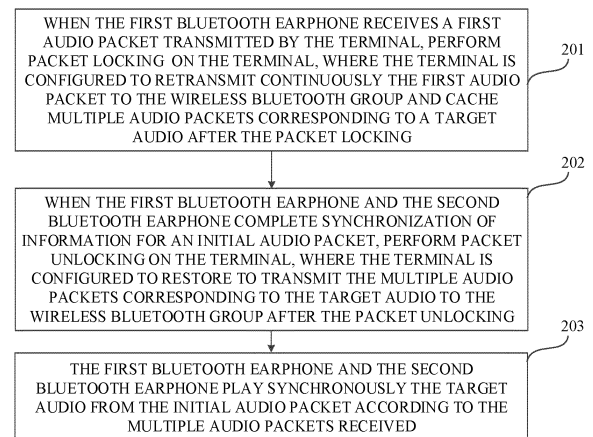 WHEN THE FIRST BLUETOOTH EARPHONE RECEIVES A FIRST
AUDIO PACKET TRANSMITTED BY THE TERMINAL, PERFORM
PACKET LOCKING ON THE TERMINAL, WHERE THE TERMINAL IS
CONFIGURED TO RETRANSMIT CONTINUOUSLY THE FIRST AUDIO
PACKET TO THE WIRELESS BLUETOOTH GROUP AND CACHE
MULTIPLE AUDIO PACKETS CORRESPONDING TO A TARGET
AUDIO AFTER THE PACKET LOCKING
201
WHEN THE FIRST BLUETOOTH EARPHONE AND THE SECOND
BLUETOOTH EARPHONE COMPLETE SYNCHRONIZATION OF
INFORMATION FOR AN INITIAL AUDIO PACKET, PERFORM PACKET
UNLOCKING ON THE TERMINAL, WHERE THE TERMINAL IS
CONFIGURED TO RESTORE TO TRANSMIT THE MULTIPLE AUDIO
PACKETS CORRESPONDING TO THE TARGET AUDIO TO THE
WIRELESS BLUETOOTH GROUP AFTER THE PACKET UNLOCKING
202
THE FIRST BLUETOOTH EARPHONE AND THE SECOND
BLUETOOTH EARPHONE PLAY SYNCHRONOUSLY THE TARGET
AUDIO FROM THE INITIAL AUDIO PACKET ACCORDING TO THE
MULTIPLE AUDIO PACKETS RECEIVED
203